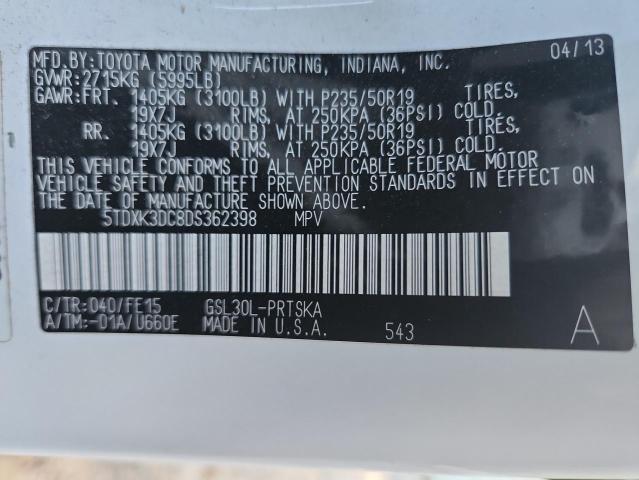 MFD.BY:TOYOTA MOTOR MANUFACTURING, INDIANA, INC. 04/13
GVWR:2715KG (5995LB)
GAWR:FRT. 1405KG (3100LB) WITH P235/50R19 TIRES,
19X7J RIMS, AT 250KPA (36PSI) COLD.
RR. 1405KG (3100LB) WITH P235/50R19 TIRES,
19X7J RIMS, AT 250KPA (36PSI) COLD.
THIS VEHICLE CONFORMS TO ALL APPLICABLE FEDERAL MOTOR
VEHICLE SAFETY AND THEFT PREVENTION STANDARDS IN EFFECT ON
THE DATE OF MANUFACTURE SHOWN ABOVE.
5TDXK3DC8DS362398 MPV
C/TR:040/FE15 GSL30L-PRTSKA
A/TM:-01A/U660E MADE IN U.S.A. 543 A